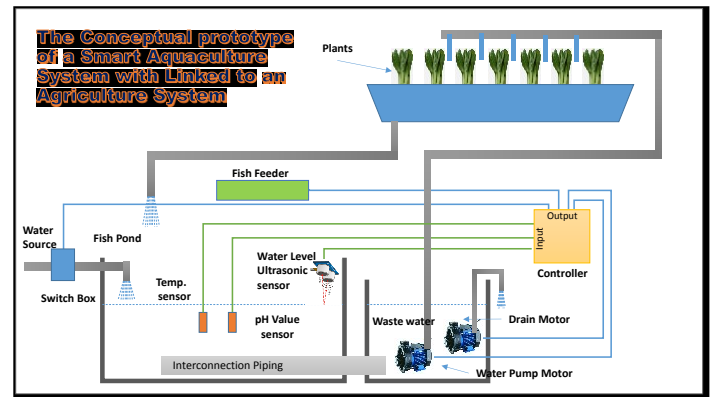 The Conceptual prototype
of a Smart Aquaculture
System with Linked to an
Agriculture System
Plants
Fish Feeder
Output
Input
Controller
Water
Source
Fish Pond
Switch Box
Temp.
sensor
Water Level
Ultrasonic
sensor
pH Value
sensor
Waste water
Drain Motor
Interconnection Piping
Water Pump Motor